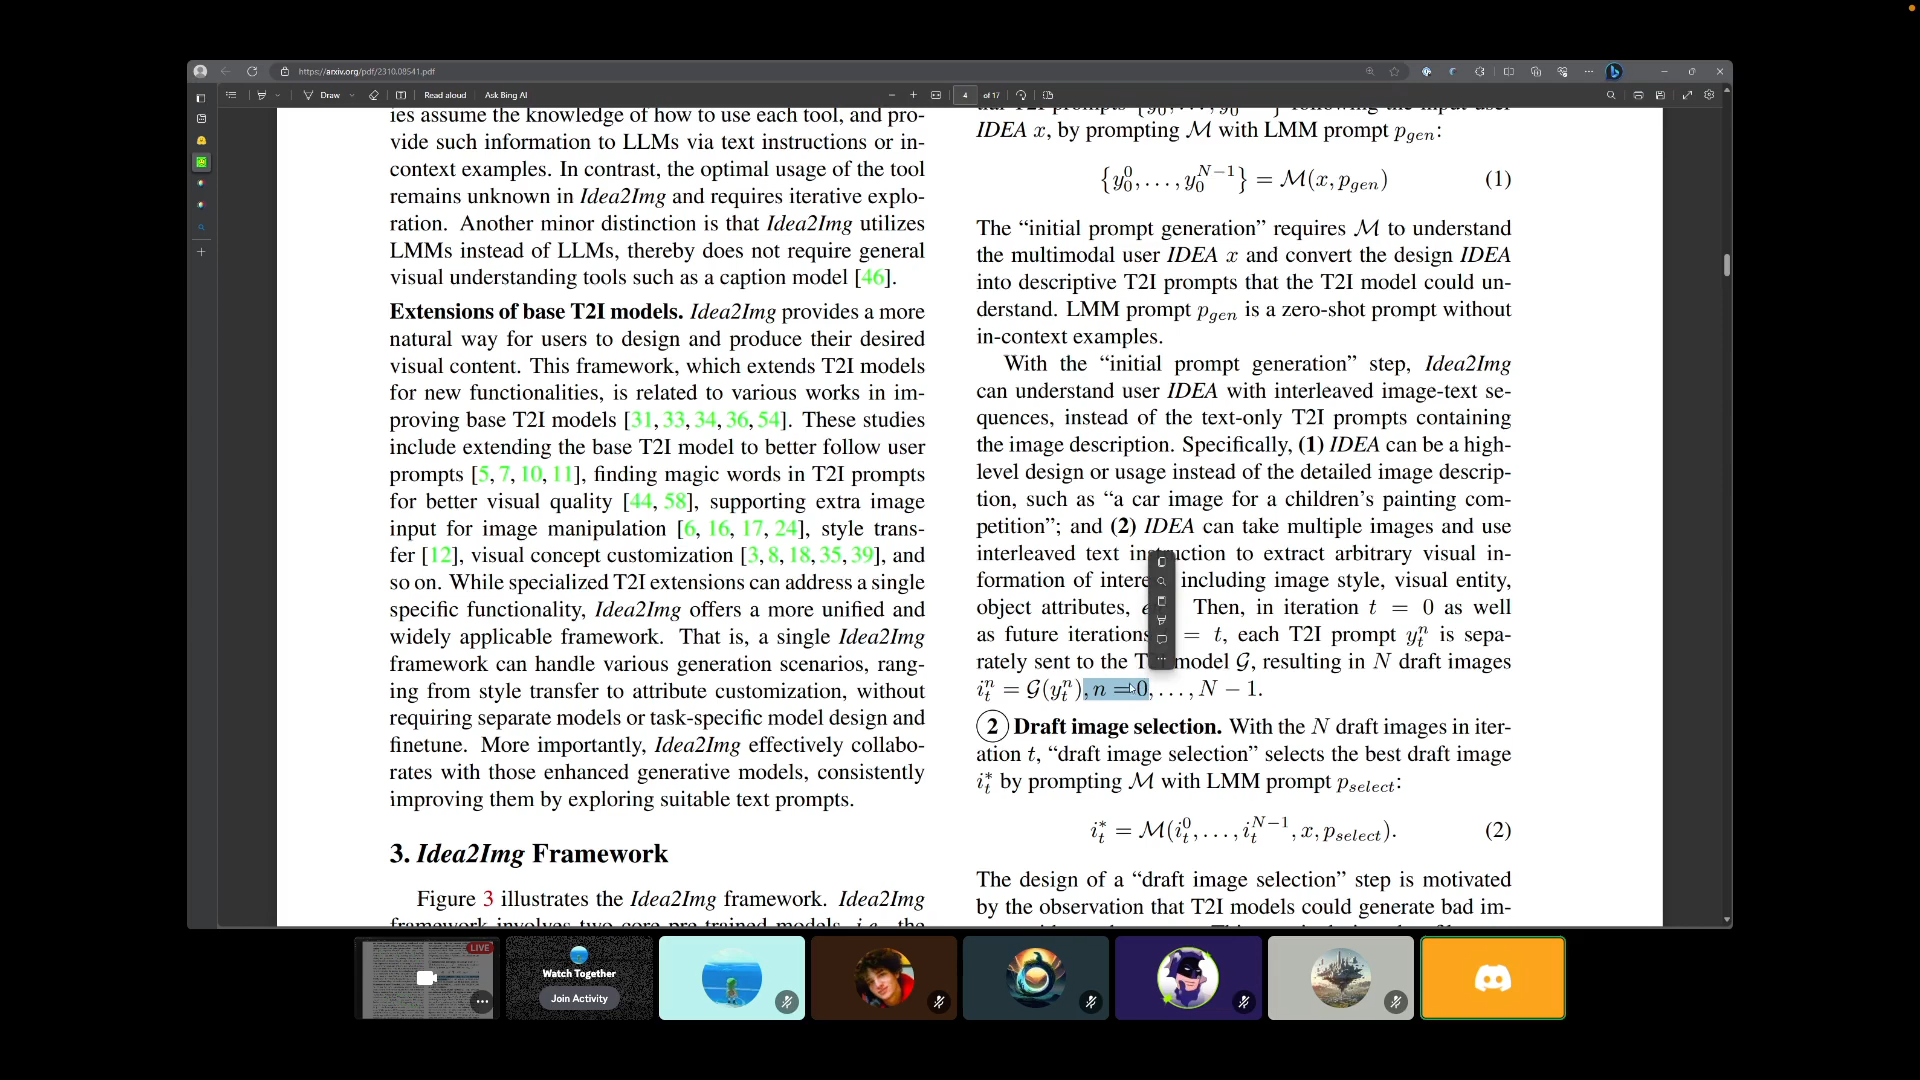 https://arxiv.org/pdf/2310.08541.pdf
Draw
Read aloud
Ask Bing AI
4 of 17
ies assume the knowledge of how to use each tool, and pro-
vide such information to LLMs via text instructions or in-
context examples. In contrast, the optimal usage of the tool
remains unknown in Idea2Img and requires iterative explo-
ration. Another minor distinction is that Idea2Img utilizes
LMMs instead of LLMs, thereby does not require general
visual understanding tools such as a caption model [46].
Extensions of base T2I models. Idea2Img provides a more
natural way for users to design and produce their desired
visual content. This framework, which extends T2I models
for new functionalities, is related to various works in im-
proving base T2I models [31, 33, 34, 36, 54]. These studies
include extending the base T2I model to better follow user
prompts [5, 7, 10, 11], finding magic words in T2I prompts
for better visual quality [44, 58], supporting extra image
input for image manipulation [6, 16, 17, 24], style trans-
fer [12], visual concept customization [3, 8, 18, 35, 39], and
so on. While specialized T2I extensions can address a single
specific functionality, Idea2Img offers a more unified and
widely applicable framework. That is, a single Idea2Img
framework can handle various generation scenarios, rang-
ing from style transfer to attribute customization, without
requiring separate models or task-specific model design and
finetune. More importantly, Idea2Img effectively collabo-
rates with those enhanced generative models, consistently
improving them by exploring suitable text prompts.
3. Idea2Img Framework
Figure 3 illustrates the Idea2Img framework. Idea2Img
framework involves two core pre-trained models, i.e., the
IDEA x, by prompting M with LMM prompt p_gen:
{y_0^0, . . . , y_0^{N−1}} = M(x, p_gen) (1)
The “initial prompt generation” requires M to understand
the multimodal user IDEA x and convert the design IDEA
into descriptive T2I prompts that the T2I model could un-
derstand. LMM prompt p_gen is a zero-shot prompt without
in-context examples.
With the “initial prompt generation” step, Idea2Img
can understand user IDEA with interleaved image-text se-
quences, instead of the text-only T2I prompts containing
the image description. Specifically, (1) IDEA can be a high-
level design or usage instead of the detailed image descrip-
tion, such as “a car image for a children’s painting com-
petition”; and (2) IDEA can take multiple images and use
interleaved text instruction to extract arbitrary visual in-
formation of including image style, visual entity,
object attributes, Then, in iteration t = 0 as well
as future iterations = t, each T2I prompt y_t^n is sepa-
rately sent to the model G, resulting in N draft images
i_t^n = G(y_t^n), n = 0, . . . , N − 1.
2 Draft image selection. With the N draft images in iter-
ation t, “draft image selection” selects the best draft image
i_t^* by prompting M with LMM prompt p_select:
i_t^* = M(i_t^0, . . . , i_t^{N−1}, x, p_select). (2)
The design of a “draft image selection” step is motivated
by the observation that T2I models could generate bad im-
LIVE
Watch Together
Join Activity